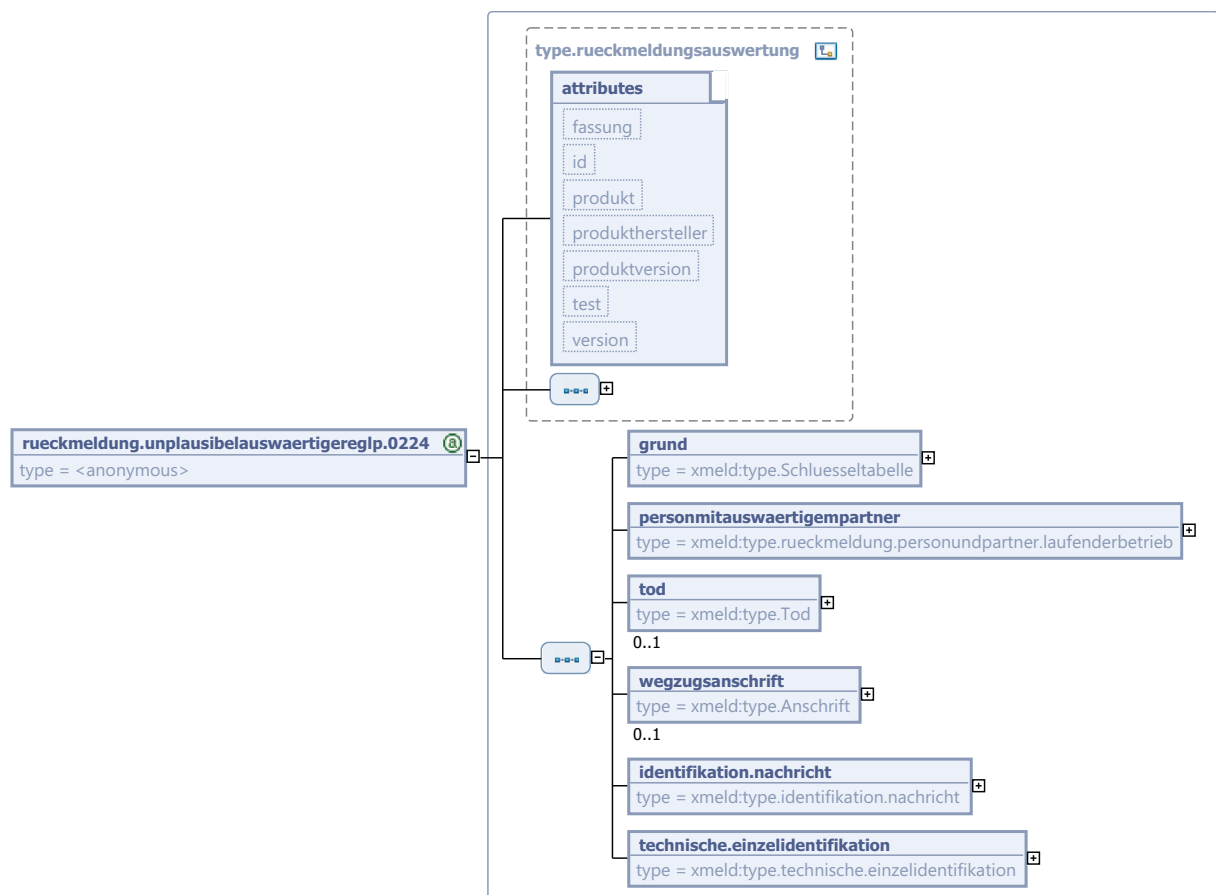 type.rueckmeldungsauswertung
attributes
fassung
id
produkt
produkthersteller
produktversion
test
version
rueckmeldung.unplausibelauswaertigereglp.0224
type = <anonymous>
grund
type = xmeld:type.Schluesseltabelle
personmitauswaertigempartner
type = xmeld:type.rueckmeldung.personundpartner.laufenderbetrieb
tod
type = xmeld:type.Tod
0..1
wegzugsanschrift
type = xmeld:type.Anschrift
0..1
identifikation.nachricht
type = xmeld:type.identifikation.nachricht
technische.einzelidentifikation
type = xmeld:type.technische.einzelidentifikation